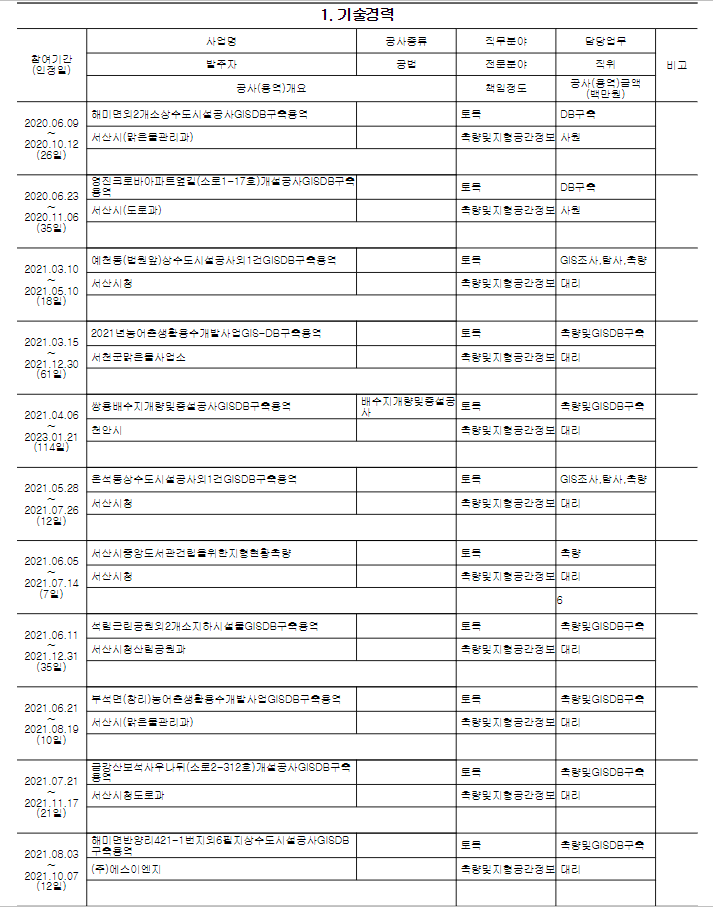 1. 기술경력
참여기간
(인정일)
사업명
공사종류
직무분야
담당업무
비고
발주자
공법
전문분야
직위
공사(용역)개요
책임정도
공사(용역)금액
(백만원)
2020.06.09
~
2020.10.12
(26일)
해미면외2개소상수도시설공사GISDB구축용역
토목
DB구축
서산시(맑은물관리과)
측량및지형공간정보
사원
2020.06.23
~
2020.11.06
(35일)
영진크로바아파트옆길(소로1-17호)개설공사GISDB구축
용역
토목
DB구축
서산시(도로과)
측량및지형공간정보
사원
2021.03.10
~
2021.05.10
(18일)
예천동(법원앞)상수도시설공사외1건GISDB구축용역
토목
GIS조사,탐사,측량
서산시청
측량및지형공간정보
대리
2021.03.15
~
2021.12.30
(61일)
2021년농어촌생활용수개발사업GIS-DB구축용역
토목
측량및GISDB구축
서천군맑은물사업소
측량및지형공간정보
대리
2021.04.06
~
2023.01.21
(114일)
쌍용배수지개량및증설공사GISDB구축용역
배수지개량및증설공
사
토목
측량및GISDB구축
천안시
측량및지형공간정보
대리
2021.05.28
~
2021.07.26
(12일)
온석동상수도시설공사외1건GISDB구축용역
토목
GIS조사,탐사,측량
서산시청
측량및지형공간정보
대리
2021.06.05
~
2021.07.14
(7일)
서산시중앙도서관건립을위한지형현황측량
토목
측량
서산시청
측량및지형공간정보
대리
6
2021.06.11
~
2021.12.31
(35일)
석림근린공원외2개소지하시설물GISDB구축용역
토목
측량및GISDB구축
서산시청산림공원과
측량및지형공간정보
대리
2021.06.21
~
2021.08.19
(10일)
부석면(창리)농어촌생활용수개발사업GISDB구축용역
토목
측량및GISDB구축
서산시(맑은물관리과)
측량및지형공간정보
대리
2021.07.21
~
2021.11.17
(21일)
금강산보석사우나뒤(소로2-312호)개설공사GISDB구축
용역
토목
측량및GISDB구축
서산시청도로과
측량및지형공간정보
대리
2021.08.03
~
2021.10.07
(12일)
해미면반양리421-1번지외6필지상수도시설공사GISDB
구축용역
토목
측량및GISDB구축
(주)에스이엔지
측량및지형공간정보
대리